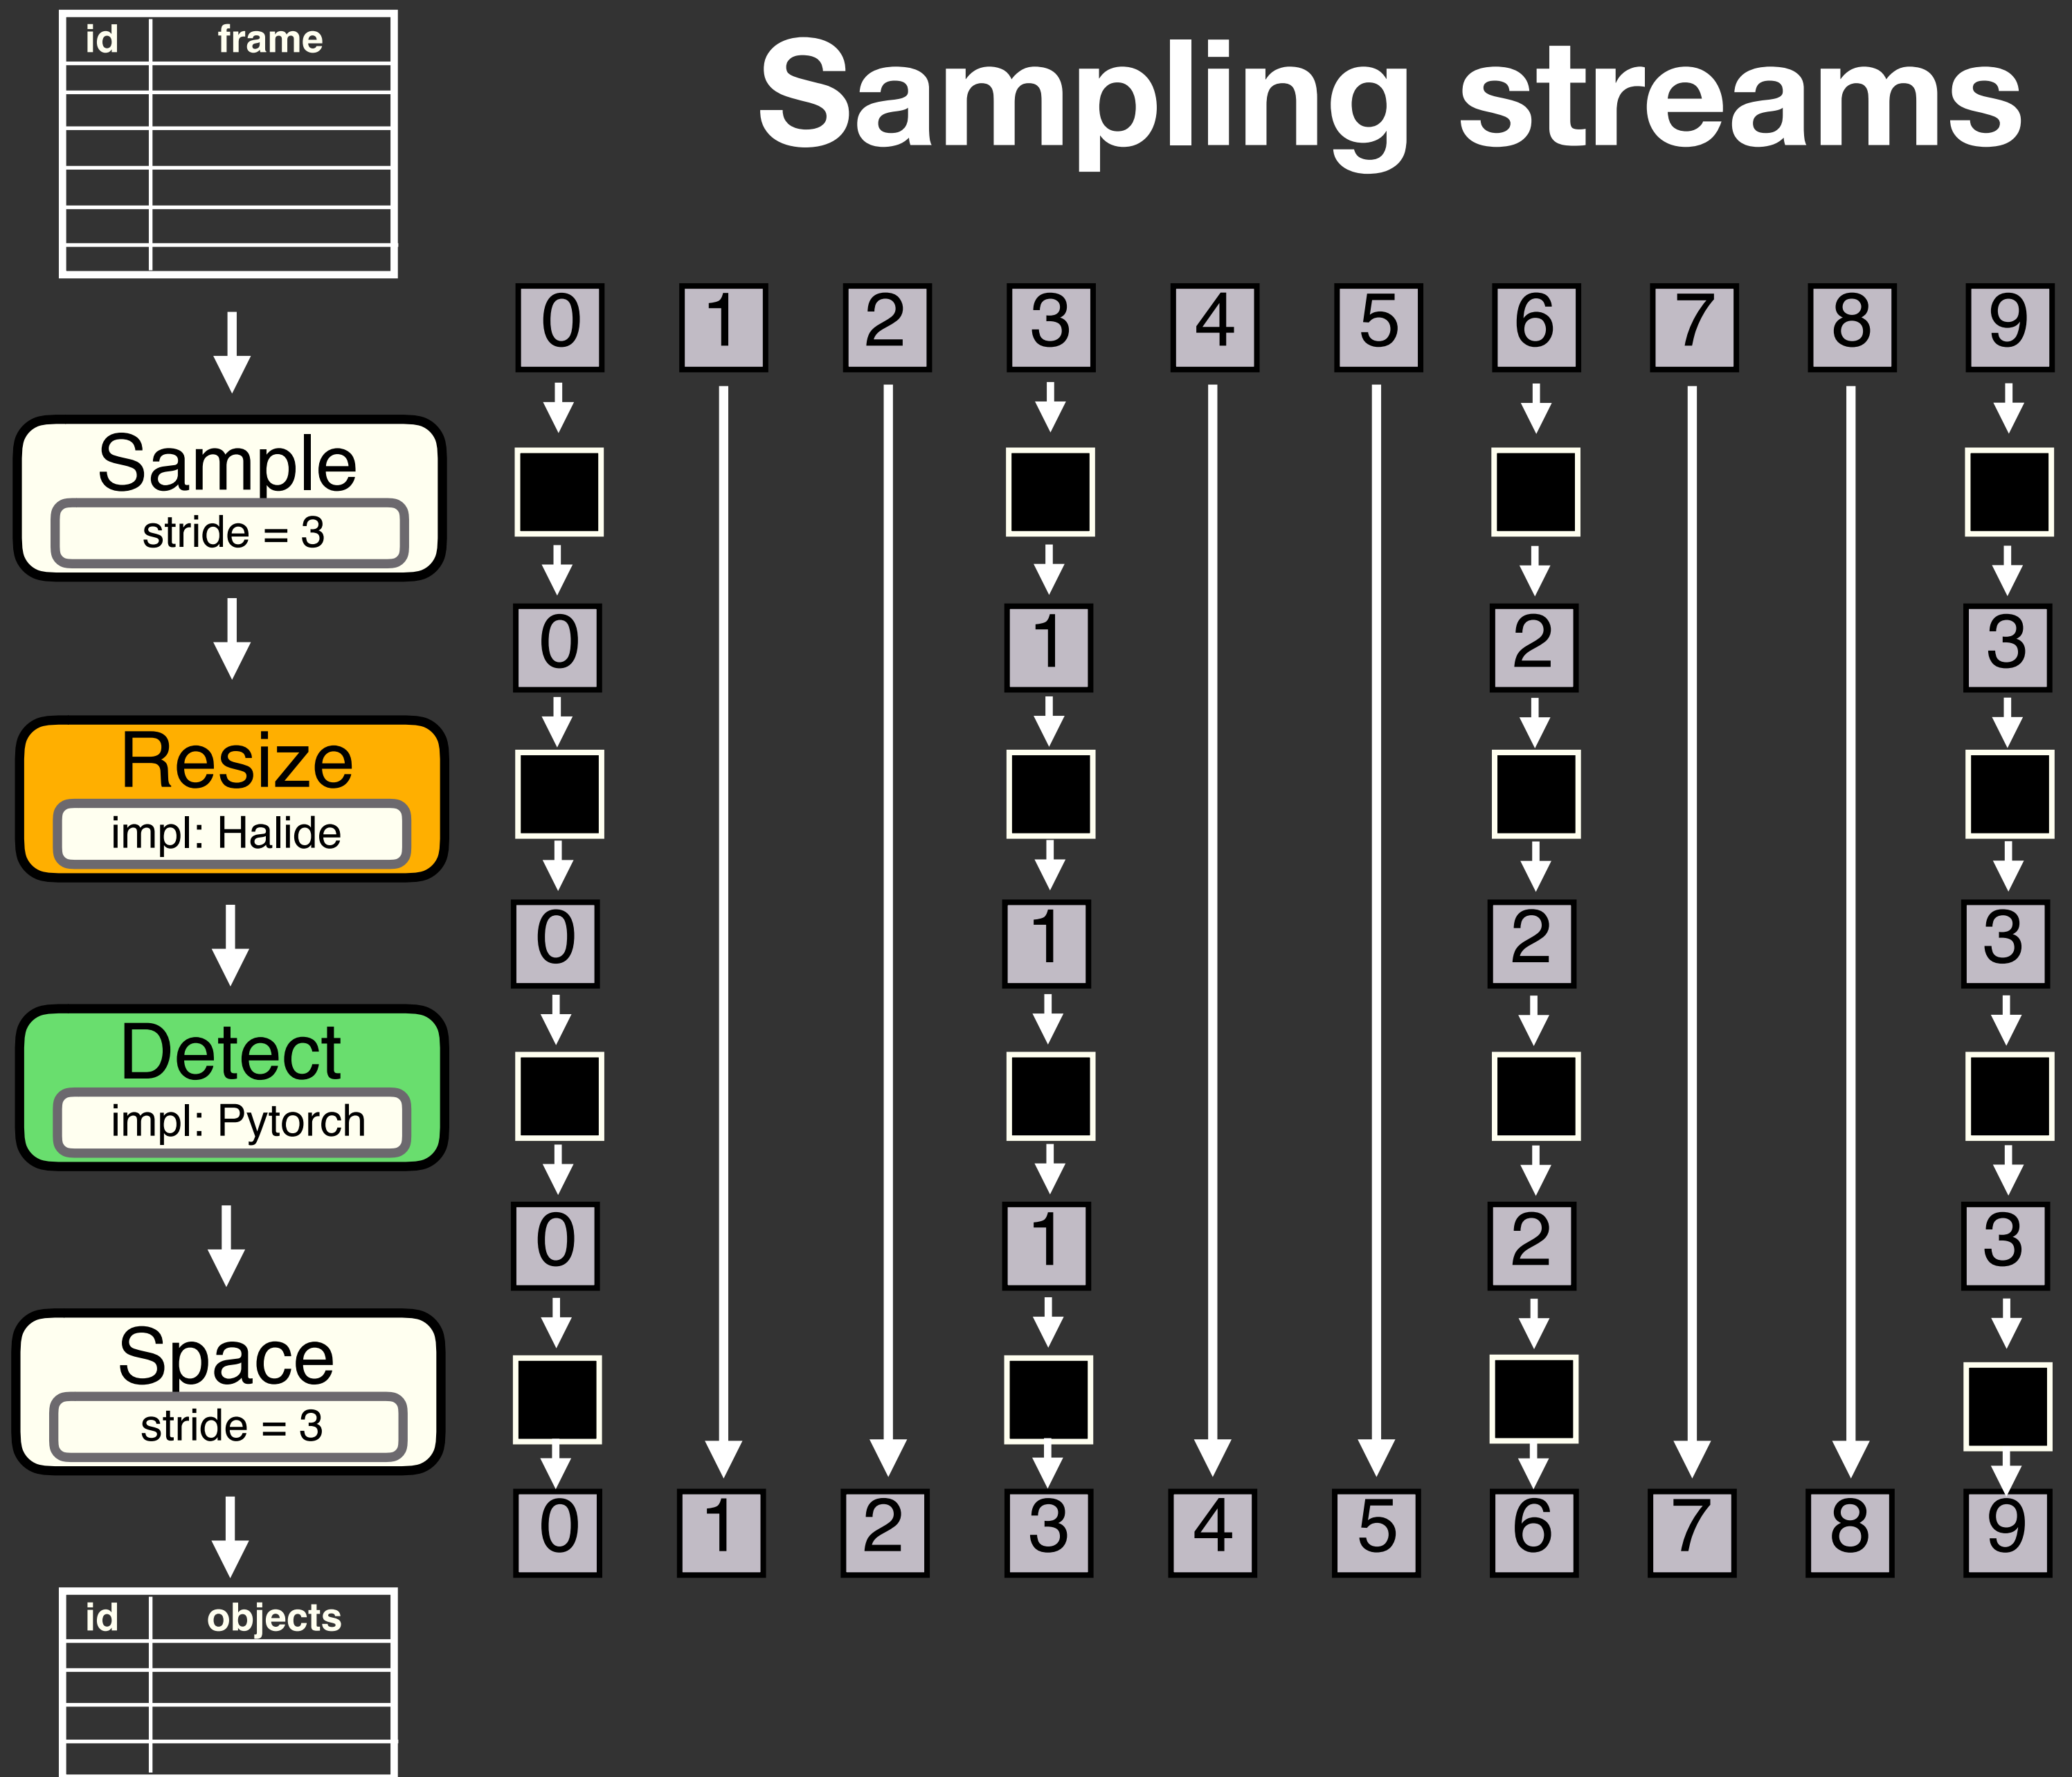 id frame
Sampling streams
0 1 2 3 4 5 6 7 8 9
Sample
stride = 3
0 1 2 3
Resize
impl: Hallide
0 1 2 3
Detect
impl: Pytorch
0 1 2 3
Space
stride = 3
0 1 2 3 4 5 6 7 8 9
id objects